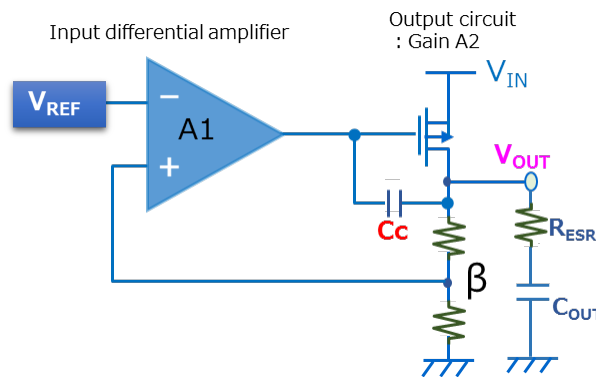 Input differential amplifier
Output circuit
: Gain A2
VIN
VREF
−
A1
+
VOUT
Cc
RESR
β
COUT